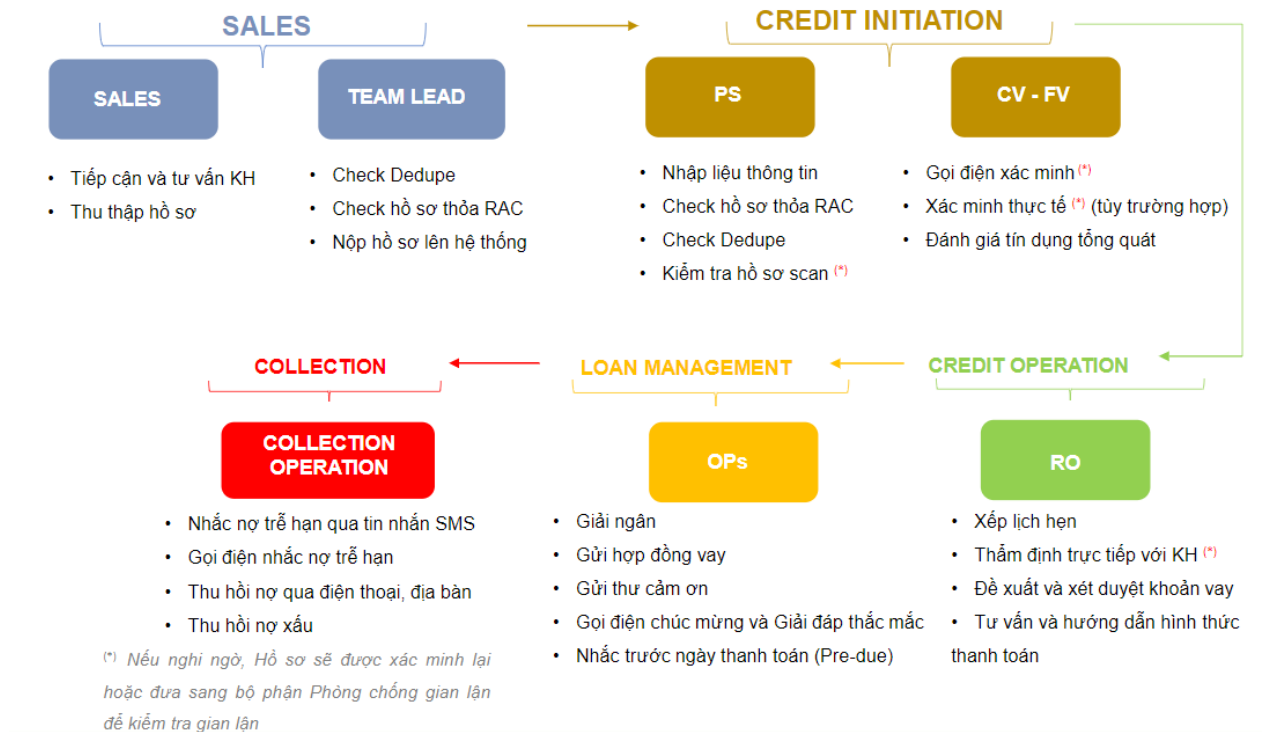 SALES
CREDIT INITIATION
SALES
TEAM LEAD
PS
CV - FV
• Tiếp cận và tư vấn KH
• Thu thập hồ sơ
• Check Dedupe
• Check hồ sơ thỏa RAC
• Nộp hồ sơ lên hệ thống
• Nhập liệu thông tin
• Check hồ sơ thỏa RAC
• Check Dedupe
• Kiểm tra hồ sơ scan (*)
• Gọi điện xác minh (*)
• Xác minh thực tế (*) (tùy trường hợp)
• Đánh giá tín dụng tổng quát
COLLECTION
LOAN MANAGEMENT
CREDIT OPERATION
COLLECTION
OPERATION
OPs
RO
• Nhắc nợ trễ hạn qua tin nhắn SMS
• Gọi điện nhắc nợ trễ hạn
• Thu hồi nợ qua điện thoại, địa bàn
• Thu hồi nợ xấu
(*) Nếu nghi ngờ, Hồ sơ sẽ được xác minh lại
hoặc đưa sang bộ phận Phòng chống gian lận
để kiểm tra gian lận
• Giải ngân
• Gửi hợp đồng vay
• Gửi thư cảm ơn
• Gọi điện chúc mừng và Giải đáp thắc mắc
• Nhắc trước ngày thanh toán (Pre-due)
• Xếp lịch hẹn
• Thẩm định trực tiếp với KH (*)
• Đề xuất và xét duyệt khoản vay
• Tư vấn và hướng dẫn hình thức
thanh toán